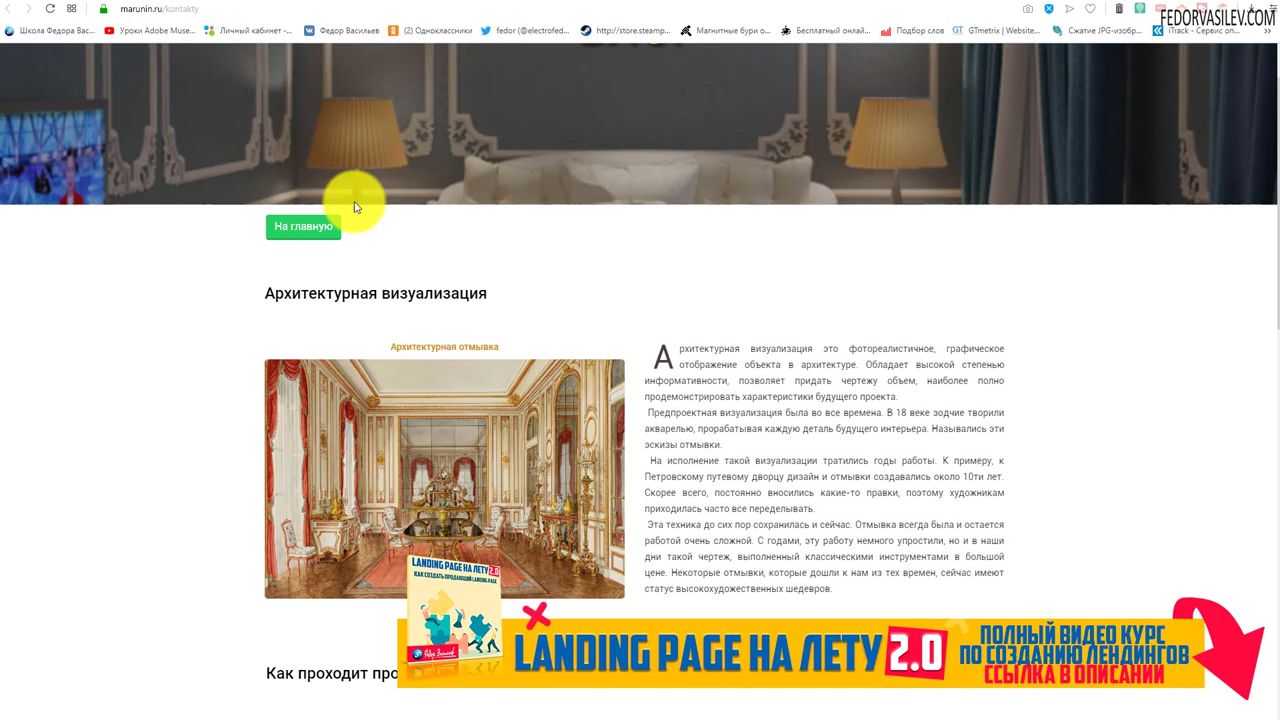 marunin.ru/kontakty
FEDORVASILEV.COM
Школа Федора Вас...
Уроки Adobe Muse...
Личный кабинет -...
Федор Васильев
(2) Одноклассники
fedor (@electrofed...
http://store.steamp...
Магнитные бури о...
Бесплатный онлай...
Подбор слов
GTmetrix | Website...
Сжатие JPG-изобр...
iTrack - Сервис оп...
На главную
Архитектурная визуализация
Архитектурная отмывка
Архитектурная визуализация это фотореалистичное, графическое
отображение объекта в архитектуре. Обладает высокой степенью
информативности, позволяет придать чертежу объем, наиболее полно
продемонстрировать характеристики будущего проекта.
Предпроектная визуализация была во все времена. В 18 веке зодчие творили
акварелью, прорабатывая каждую деталь будущего интерьера. Назывались эти
эскизы отмывки.
На исполнение такой визуализации тратились годы работы. К примеру, к
Петровскому путевому дворцу дизайн и отмывки создавались около 10ти лет.
Скорее всего, постоянно вносились какие-то правки, поэтому художникам
приходилась часто все переделывать.
Эта техника до сих пор сохранилась и сейчас. Отмывка всегда была и остается
работой очень сложной. С годами, эту работу немного упростили, но и в наши
дни такой чертеж, выполненный классическими инструментами в большой
цене. Некоторые отмывки, которые дошли к нам из тех времен, сейчас имеют
статус высокохудожественных шедевров.
LANDING PAGE НА ЛЕТУ 2.0
КАК СОЗДАТЬ ПРОДАЮЩИЙ LANDING PAGE
Федор Васильев
LANDING PAGE НА ЛЕТУ 2.0
ПОЛНЫЙ ВИДЕО КУРС
ПО СОЗДАНИЮ ЛЕНДИНГОВ
ССЫЛКА В ОПИСАНИИ
Как проходит про